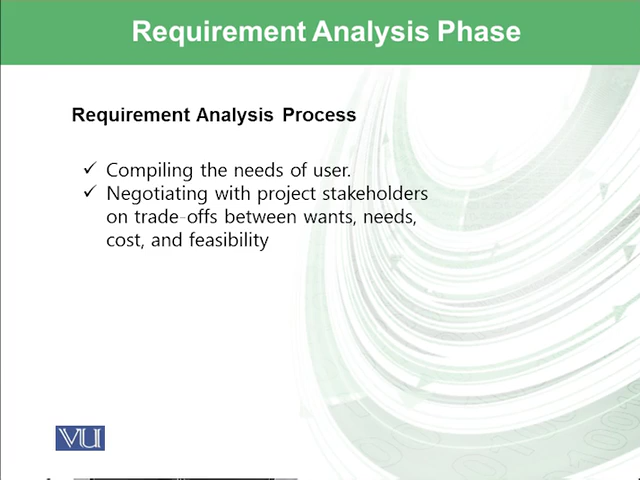 Requirement Analysis Phase
Requirement Analysis Process
✓ Compiling the needs of user.
✓ Negotiating with project stakeholders
on trade-offs between wants, needs,
cost, and feasibility
VU